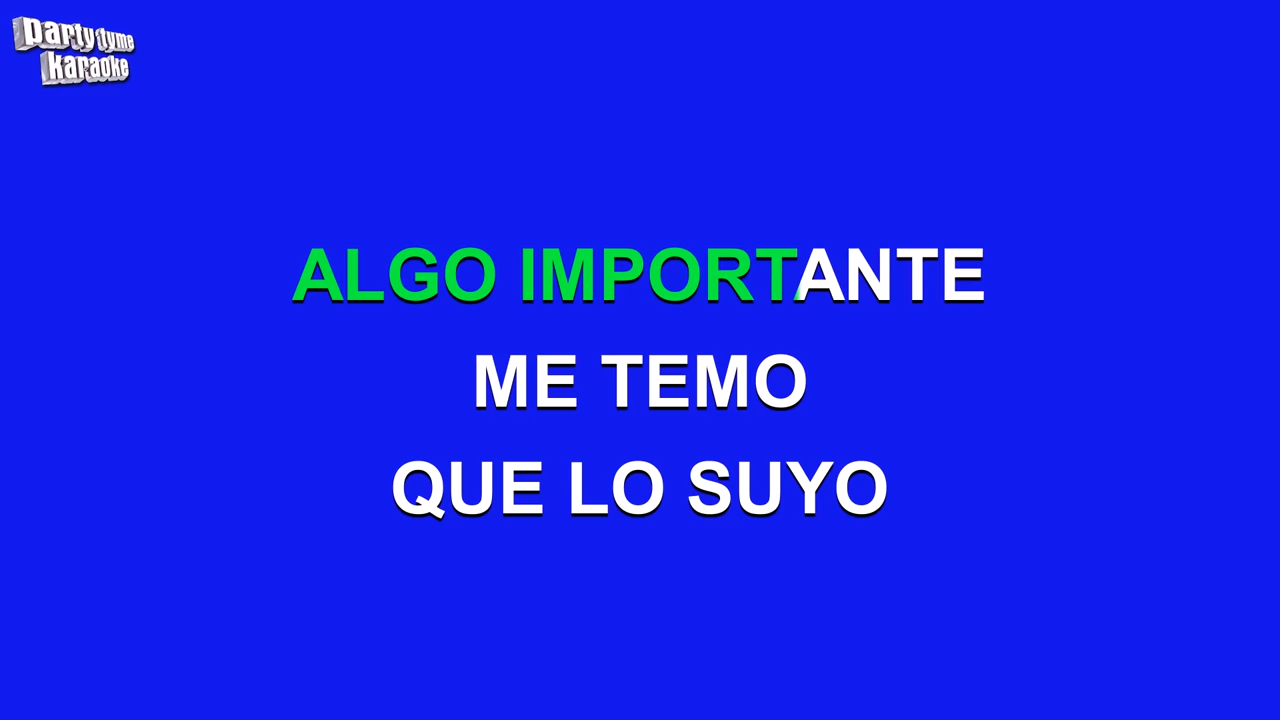 party tyme
karaoke
ALGO IMPORTANTE
ME TEMO
QUE LO SUYO